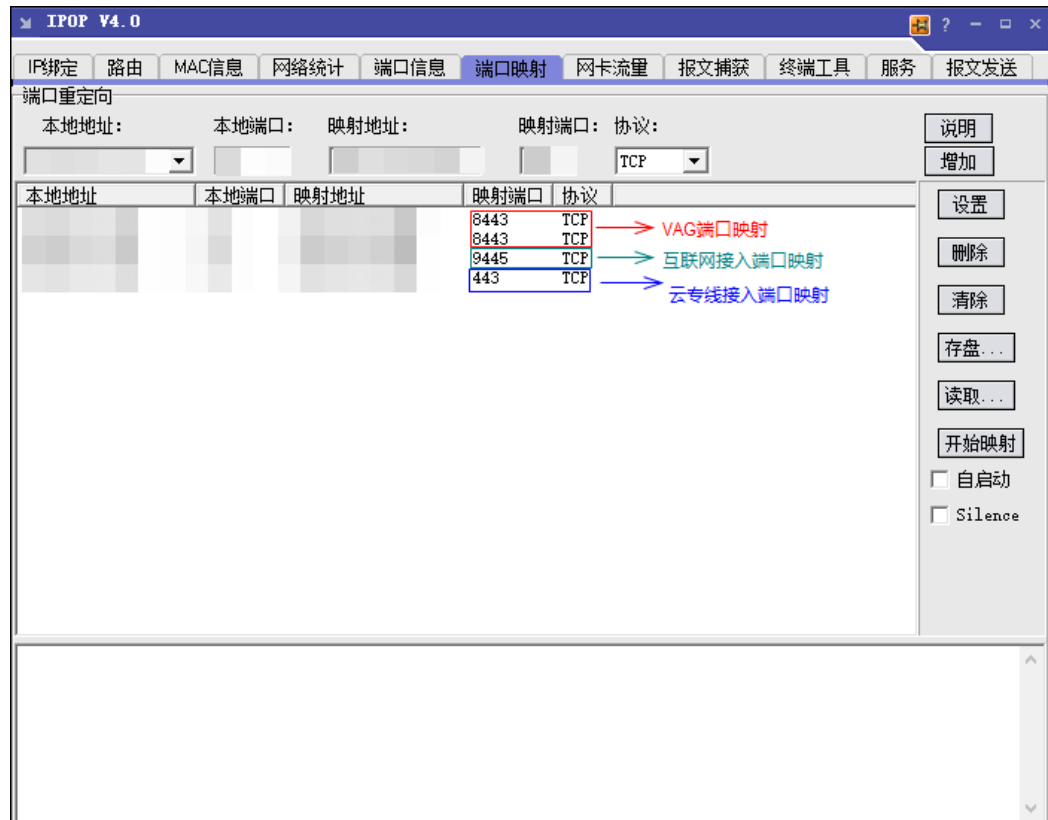 IPOP V4.0
IP绑定 路由 MAC信息 网络统计 端口信息 端口映射 网卡流量 报文捕获 终端工具 服务 报文发送
端口重定向
本地地址: 本地端口: 映射地址: 映射端口: 协议: 说明
TCP 增加
本地地址 本地端口 映射地址 映射端口 协议
8443 TCP
8443 TCP
9445 TCP
443 TCP
VAG端口映射
互联网接入端口映射
云专线接入端口映射
设置
删除
清除
存盘...
读取...
开始映射
自启动
Silence